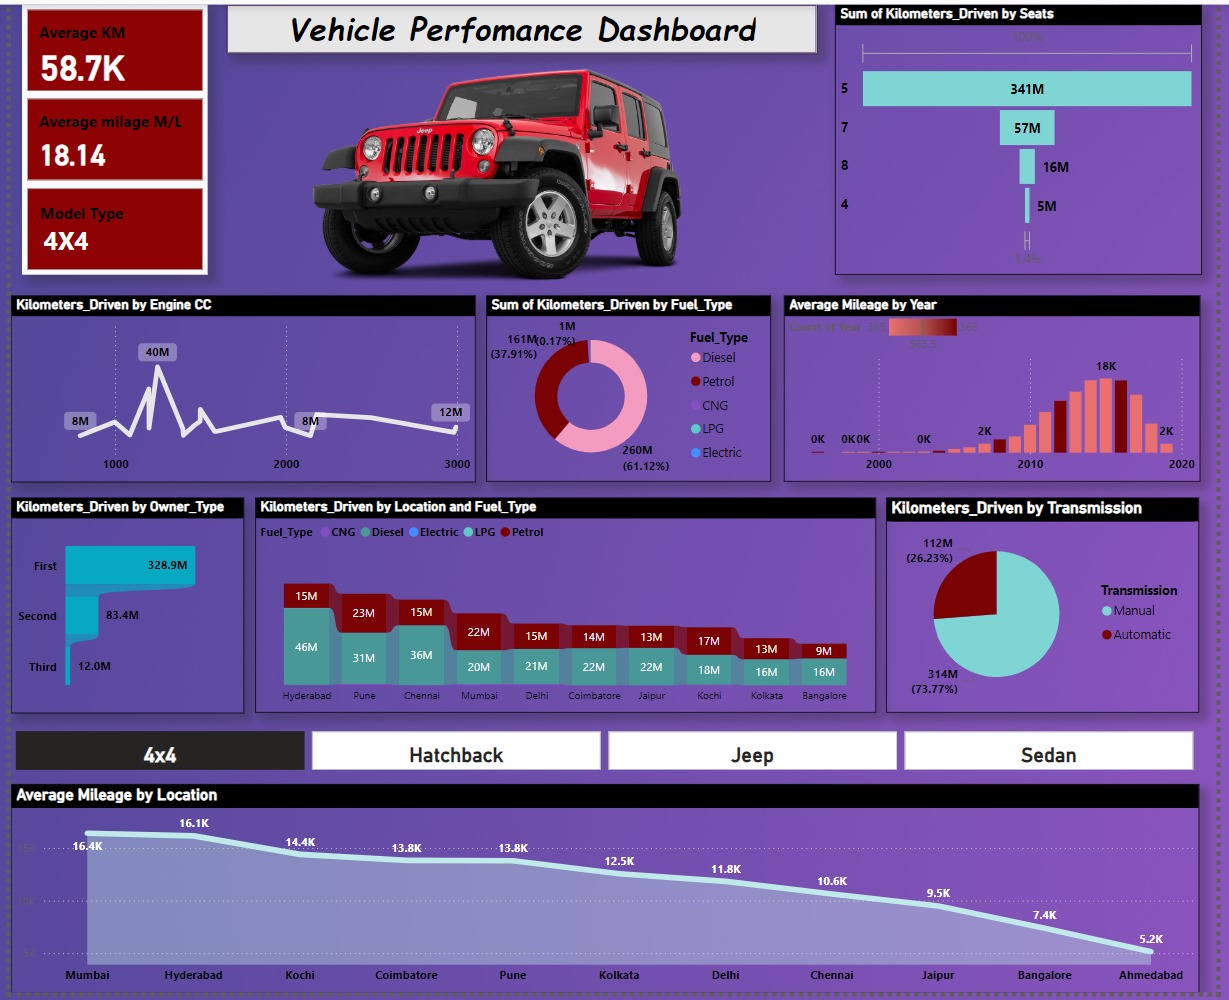 Average KM
58.7K
Average milage M/L
18.14
Model Type
4X4
Vehicle Perfomance Dashboard
Jeep
Sum of Kilometers_Driven by Seats
100%
5
341M
7
57M
8
16M
4
5M
1.4%
Kilometers_Driven by Engine CC
40M
8M
8M
12M
1000
2000
3000
Sum of Kilometers_Driven by Fuel_Type
1M
(0.17%)
161M
(37.91%)
260M
(61.12%)
Fuel_Type
Diesel
Petrol
CNG
LPG
Electric
Average Mileage by Year
Count of Year
565.5
18K
0K
0K
0K
0K
2K
2K
2000
2010
2020
Kilometers_Driven by Owner_Type
First
328.9M
Second
83.4M
Third
12.0M
Kilometers_Driven by Location and Fuel_Type
Fuel_Type CNG Diesel Electric LPG Petrol
15M 23M 15M 22M 15M 14M 13M 17M 13M 9M
46M 31M 36M 20M 21M 22M 22M 18M 16M 16M
Hyderabad Pune Chennai Mumbai Delhi Coimbatore Jaipur Kochi Kolkata Bangalore
Kilometers_Driven by Transmission
112M
(26.23%)
314M
(73.77%)
Transmission
Manual
Automatic
4x4
Hatchback
Jeep
Sedan
Average Mileage by Location
15K
10K
5K
16.4K 16.1K 14.4K 13.8K 13.8K 12.5K 11.8K 10.6K 9.5K 7.4K 5.2K
Mumbai Hyderabad Kochi Coimbatore Pune Kolkata Delhi Chennai Jaipur Bangalore Ahmedabad